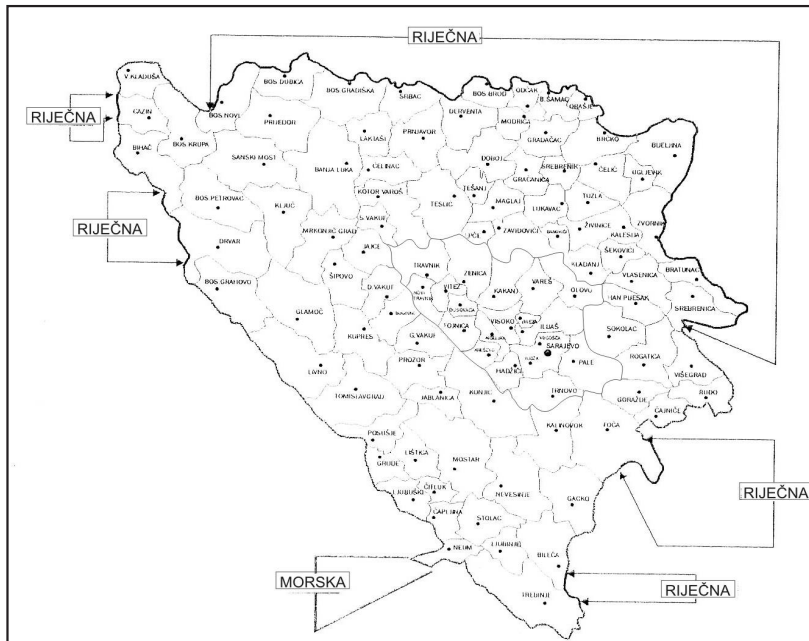 RIJEČNA
V.KLADUŠA
BOS.DUBICA
BOS.GRADIŠKA
SRBAC
BOS.BROD
ODŽAK
B.ŠAMAC
ORAŠJE
RIJEČNA
CAZIN
BOS.NOVI
PRIJEDOR
DERVENTA
MODRIČA
BIHAĆ
BOS.KRUPA
LAKTAŠI
PRNJAVOR
GRADAČAC
BRČKO
BIJELJINA
SANSKI MOST
BANJA LUKA
ČELINAC
DOBOJ
GRAČANICA
SREBRENIK
ČELIĆ
UGLJEVIK
BOS.PETROVAC
KLJUČ
KOTOR VAROŠ
TESLIĆ
TEŠANJ
MAGLAJ
LUKAVAC
TUZLA
RIJEČNA
MRKONJIĆ GRAD
S.VAKUF
ZAVIDOVIĆI
ŽIVINICE
KALESIJA
ZVORNIK
DRVAR
JAJCE
ŠIPOVO
TRAVNIK
ZENICA
VAREŠ
KLADANJ
ŠEKOVIĆI
VLASENICA
BRATUNAC
BOS.GRAHOVO
D.VAKUF
VITEZ
KAKANJ
OLOVO
HAN PIJESAK
SREBRENICA
GLAMOČ
KUPRES
FOJNICA
VISOKO
ILIJAŠ
SARAJEVO
SOKOLAC
G.VAKUF
HADŽIĆI
PALE
ROGATICA
VIŠEGRAD
LIVNO
PROZOR
TOMISLAVGRAD
JABLANICA
KONJIC
TRNOVO
GORAŽDE
RUDO
ČAJNIČE
KALINOVOK
FOČA
POSUŠJE
GRUDE
LIŠTICA
MOSTAR
LJUBUŠKI
ČITLUK
NEVESINJE
GACKO
RIJEČNA
ČAPLJINA
STOLAC
NEUM
LJUBINJE
BILEĆA
MORSKA
TREBINJE
RIJEČNA